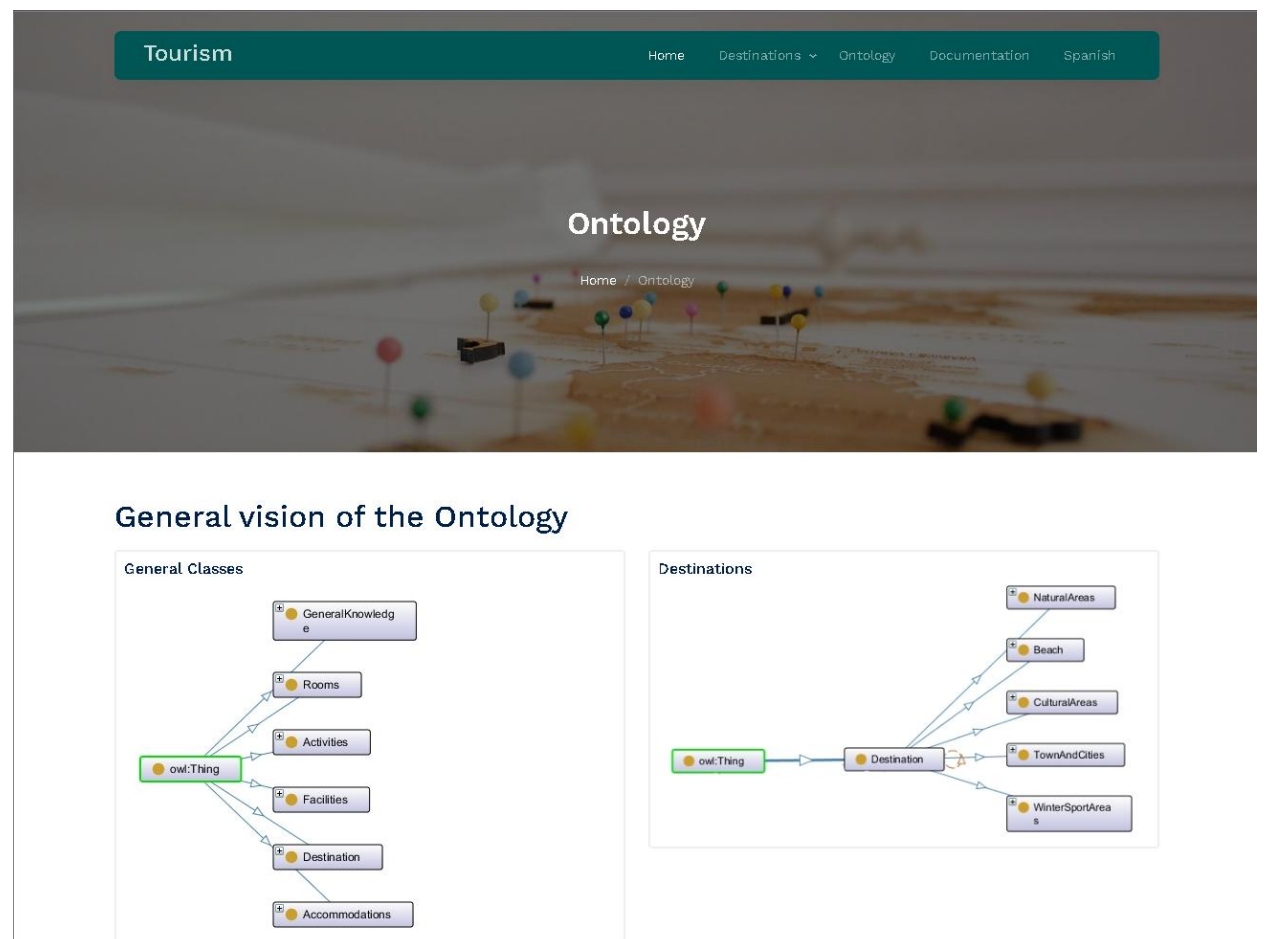 Tourism
Home Destinations Ontology Documentation Spanish
Ontology
Home / Ontology
General vision of the Ontology
General Classes
GeneralKnowledg
e
Rooms
Activities
owl:Thing
Facilities
Destination
Accommodations
Destinations
NaturalAreas
Beach
CulturalAreas
TownAndCities
owl:Thing
Destination
WinterSportArea
s